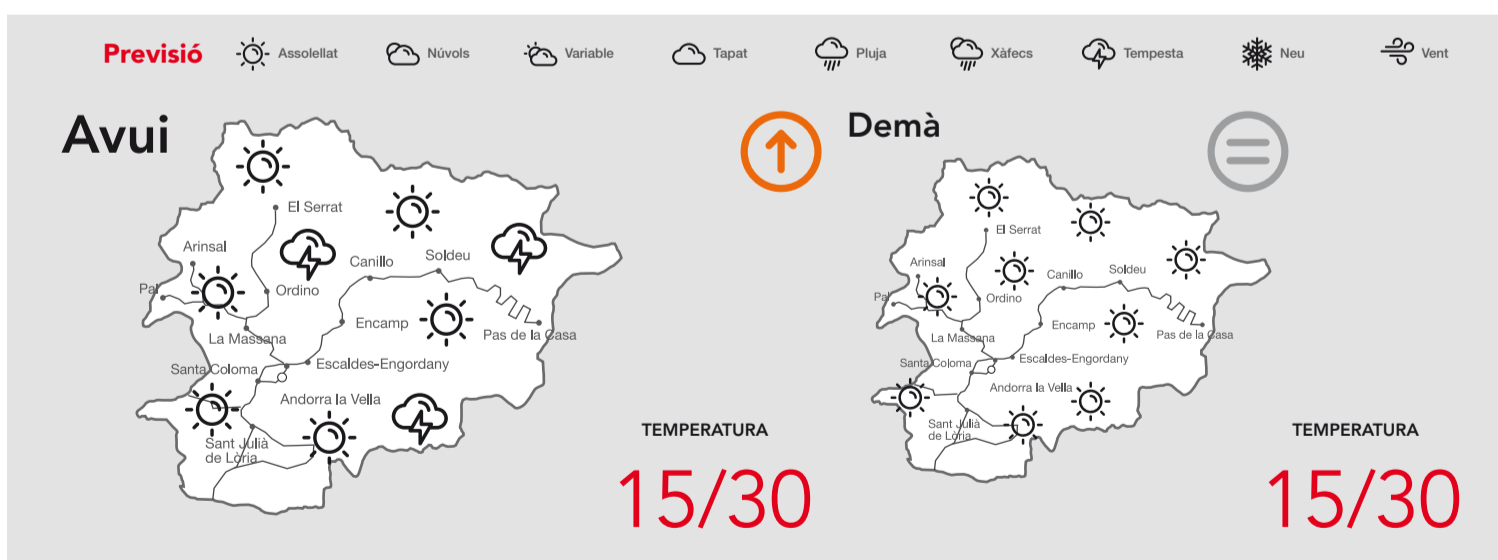 Previsió
Assolellat
Núvols
Variable
Tapat
Pluja
Xàfecs
Tempesta
Neu
Vent
Avui
El Serrat
Arinsal
Soldeu
Canillo
Pal
Ordino
Encamp
La Massana
Pas de la Casa
Santa Coloma
Escaldes-Engordany
Andorra la Vella
Sant Julià
de Lòria
TEMPERATURA
15/30
Demà
El Serrat
Arinsal
Soldeu
Canillo
Pal
Ordino
Encamp
La Massana
Pas de la Casa
Santa Coloma
Escaldes-Engordany
Andorra la Vella
Sant Julià
de Lòria
TEMPERATURA
15/30